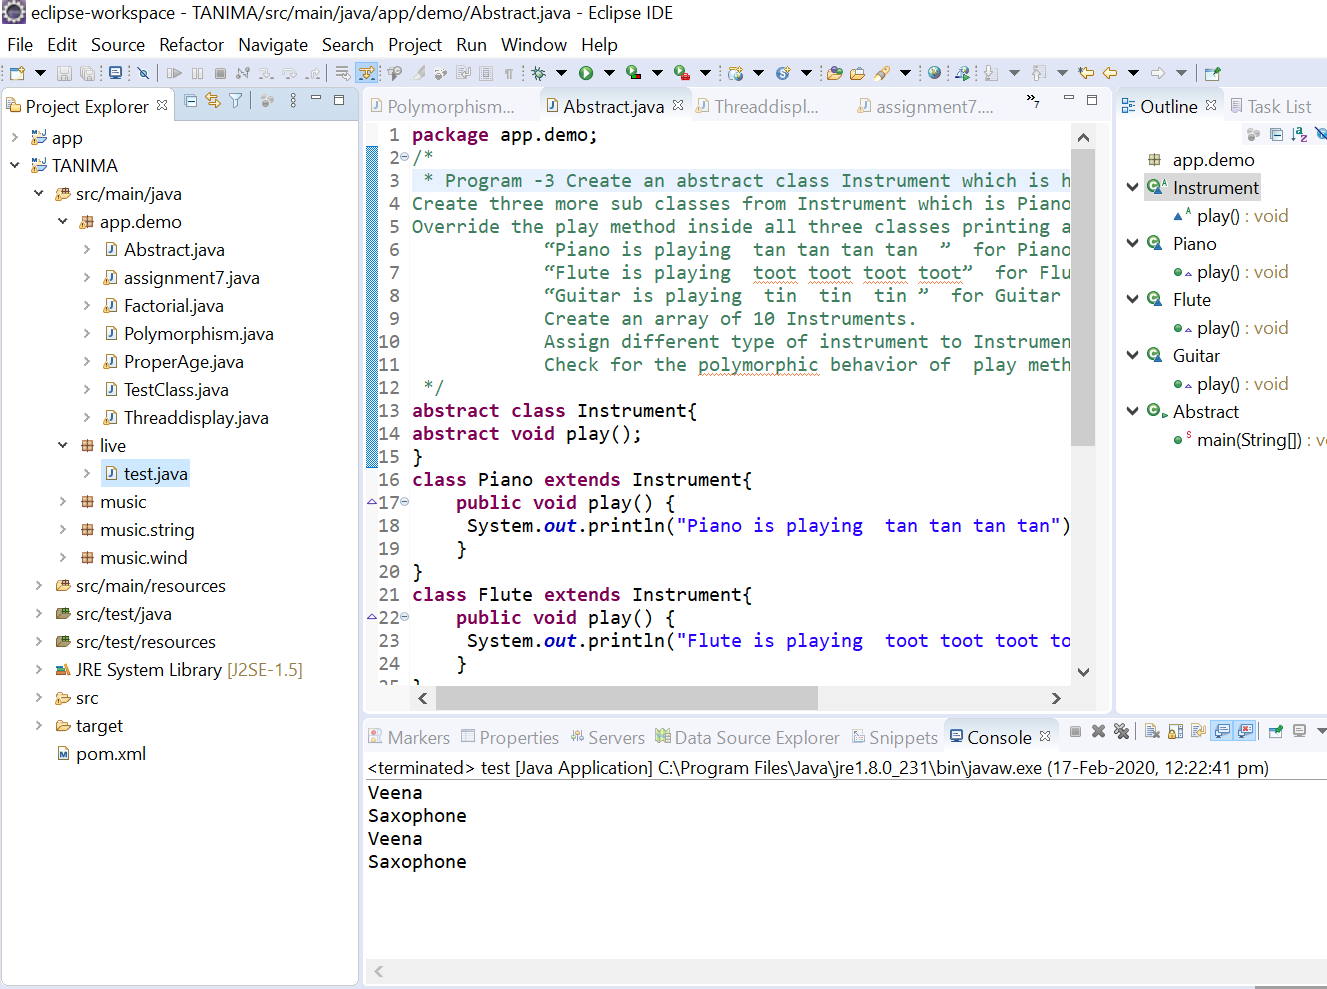 eclipse-workspace - TANIMA/src/main/java/app/demo/Abstract.java - Eclipse IDE
File Edit Source Refactor Navigate Search Project Run Window Help
Project Explorer
app
TANIMA
src/main/java
app.demo
Abstract.java
assignment7.java
Factorial.java
Polymorphism.java
ProperAge.java
TestClass.java
Threaddisplay.java
live
test.java
music
music.string
music.wind
src/main/resources
src/test/java
src/test/resources
JRE System Library [J2SE-1.5]
src
target
pom.xml
Polymorphism... Abstract.java Threaddispl... assignment7.... »7
1 package app.demo;
2 /*
3 * Program -3 Create an abstract class Instrument which is h
4 Create three more sub classes from Instrument which is Piano
5 Override the play method inside all three classes printing a
6 “Piano is playing  tan tan tan tan  ”  for Piano
7 “Flute is playing  toot toot toot toot”  for Flu
8 “Guitar is playing  tin  tin  tin ”  for Guitar
9 Create an array of 10 Instruments.
10 Assign different type of instrument to Instrumen
11 Check for the polymorphic behavior of  play meth
12 */
13 abstract class Instrument{
14 abstract void play();
15 }
16 class Piano extends Instrument{
17 public void play() {
18 System.out.println("Piano is playing  tan tan tan tan")
19 }
20 }
21 class Flute extends Instrument{
22 public void play() {
23 System.out.println("Flute is playing  toot toot toot to
24 }
Outline Task List
app.demo
Instrument
play() : void
Piano
play() : void
Flute
play() : void
Guitar
play() : void
Abstract
main(String[]) : v
Markers Properties Servers Data Source Explorer Snippets Console
<terminated> test [Java Application] C:\Program Files\Java\jre1.8.0_231\bin\javaw.exe (17-Feb-2020, 12:22:41 pm)
Veena
Saxophone
Veena
Saxophone